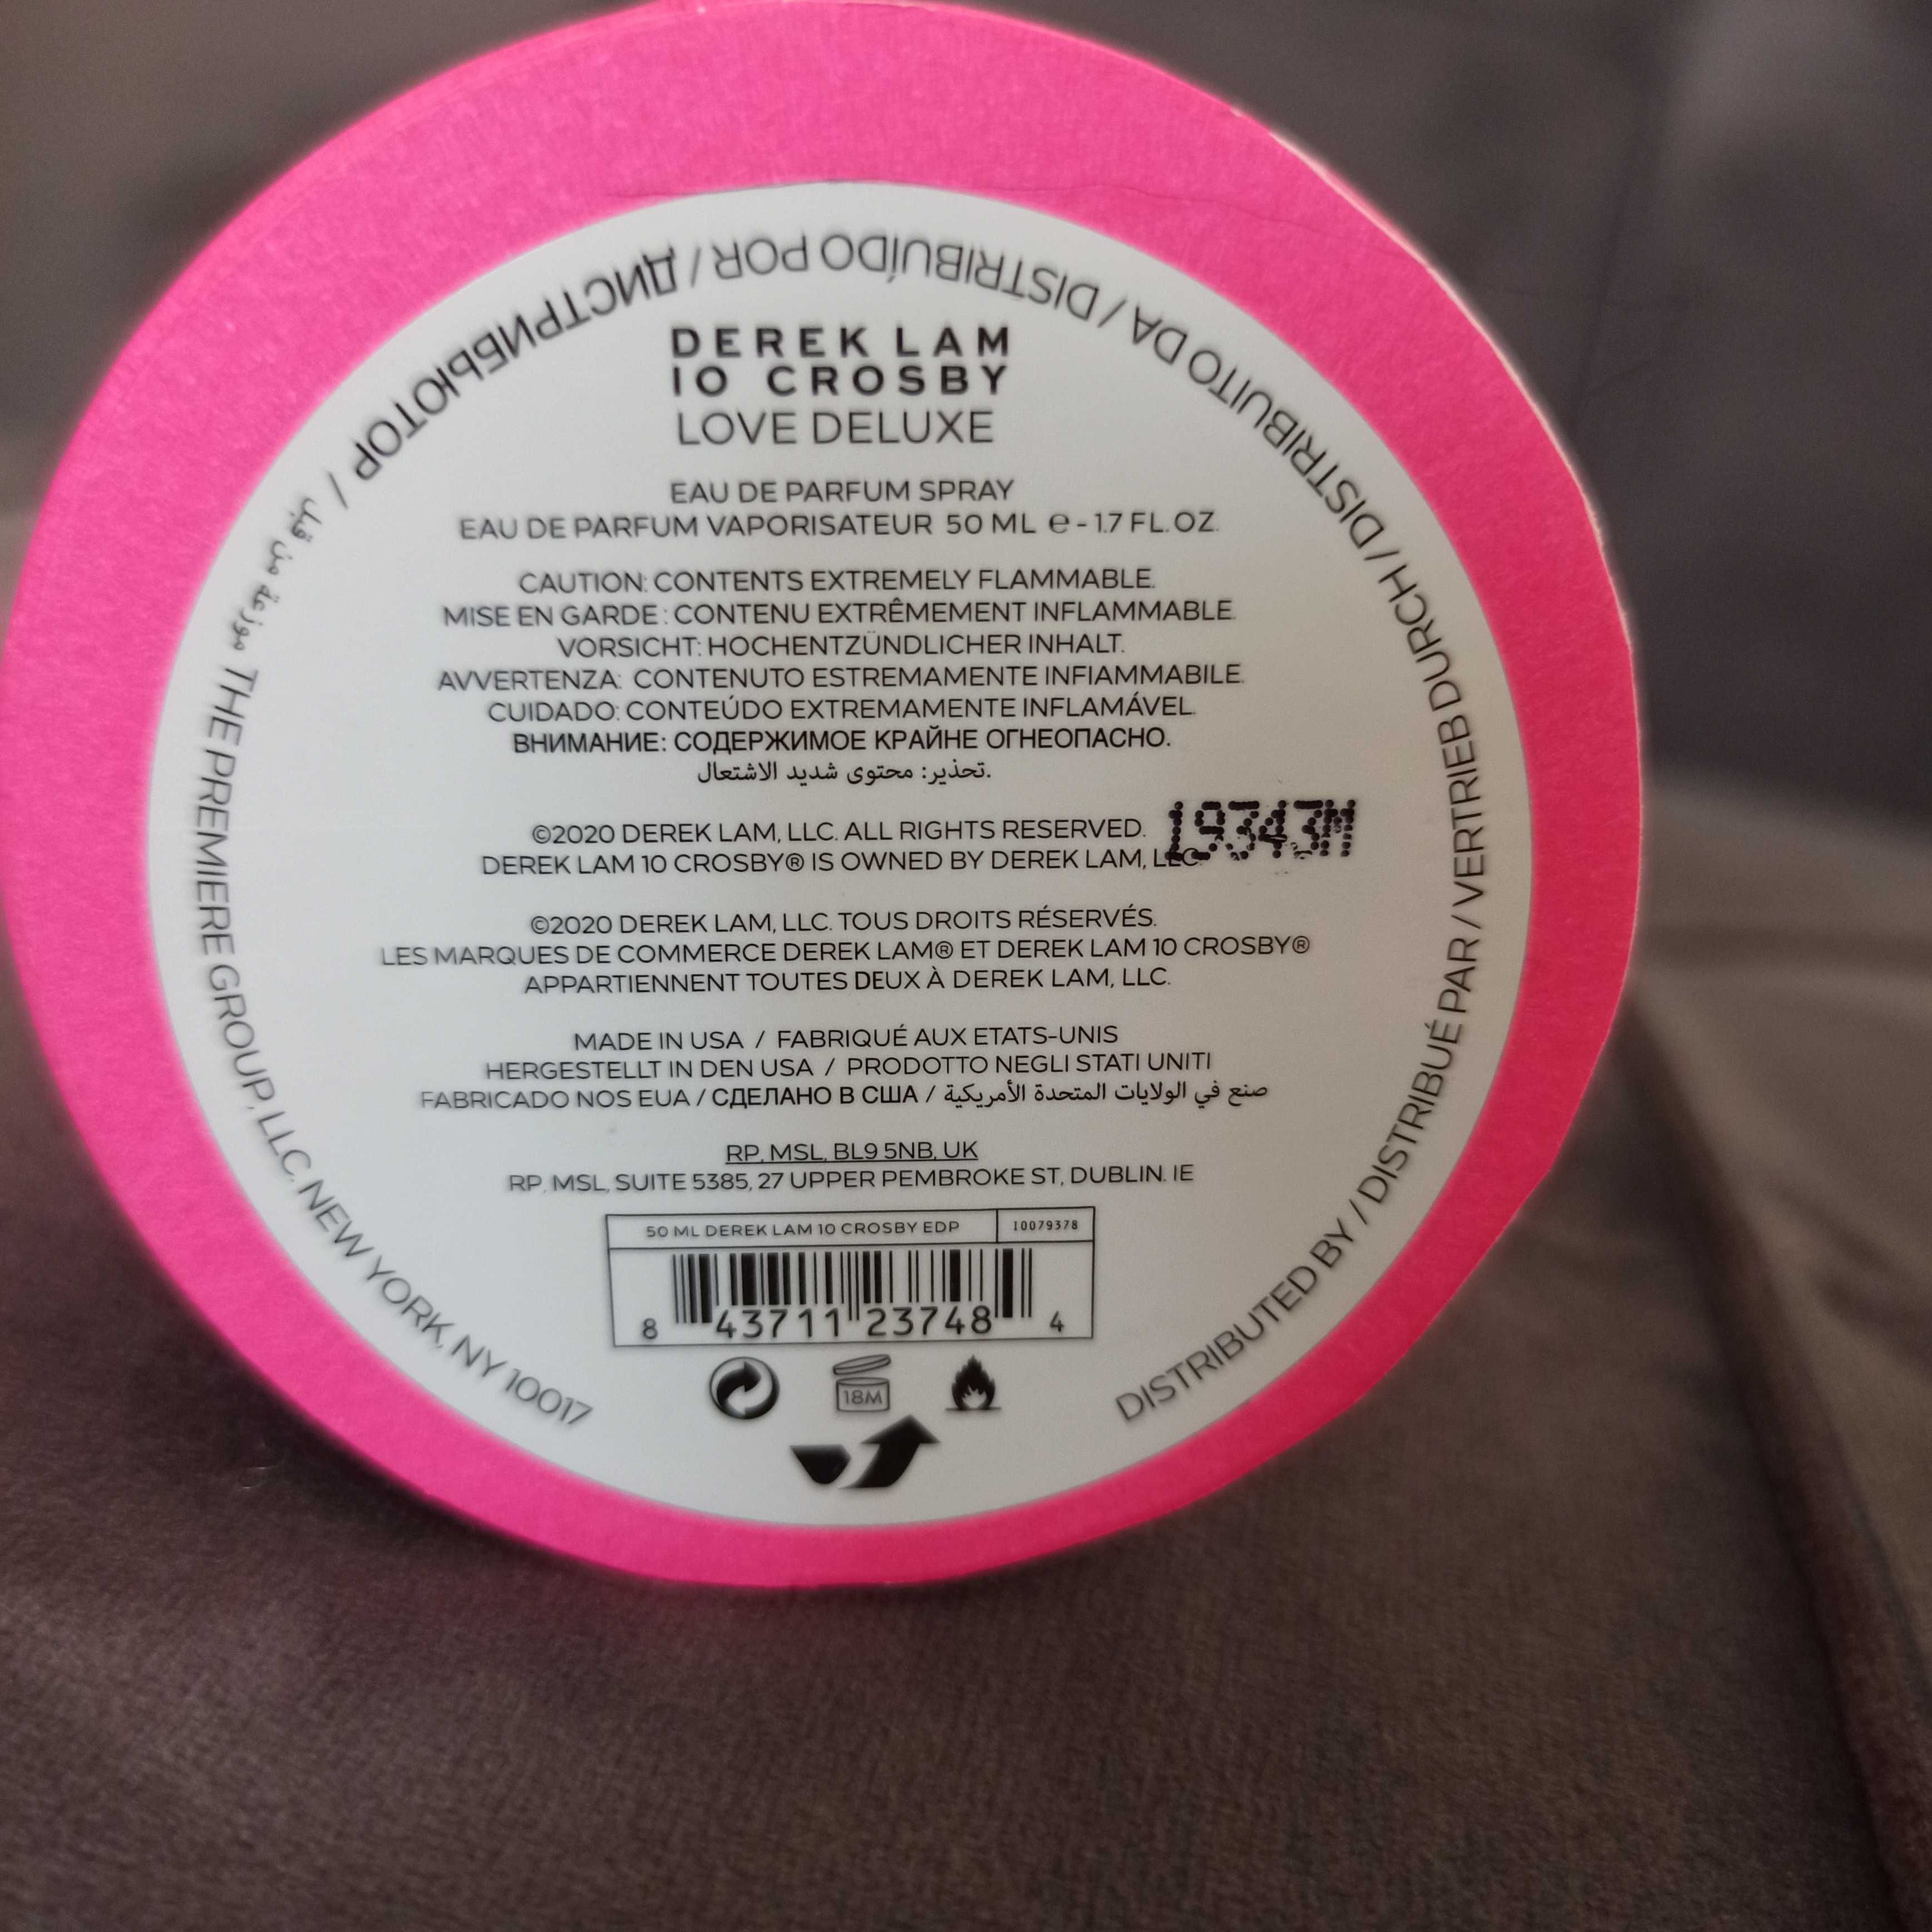 DEREK LAM
10 CROSBY
LOVE DELUXE
EAU DE PARFUM SPRAY
EAU DE PARFUM VAPORISATEUR 50 ML ℮ - 1.7 FL. OZ.
CAUTION: CONTENTS EXTREMELY FLAMMABLE.
MISE EN GARDE : CONTENU EXTRÊMEMENT INFLAMMABLE.
VORSICHT: HOCHENTZÜNDLICHER INHALT.
AVVERTENZA: CONTENUTO ESTREMAMENTE INFIAMMABILE.
CUIDADO: CONTEÚDO EXTREMAMENTE INFLAMÁVEL.
ВНИМАНИЕ: СОДЕРЖИМОЕ КРАЙНЕ ОГНЕОПАСНО.
تحذير: محتوى شديد الاشتعال.
©2020 DEREK LAM, LLC. ALL RIGHTS RESERVED.
DEREK LAM 10 CROSBY® IS OWNED BY DEREK LAM, LLC.
19343M
©2020 DEREK LAM, LLC. TOUS DROITS RÉSERVÉS.
LES MARQUES DE COMMERCE DEREK LAM® ET DEREK LAM 10 CROSBY®
APPARTIENNENT TOUTES DEUX À DEREK LAM, LLC.
MADE IN USA / FABRIQUÉ AUX ETATS-UNIS
HERGESTELLT IN DEN USA / PRODOTTO NEGLI STATI UNITI
FABRICADO NOS EUA / СДЕЛАНО В США / صنع في الولايات المتحدة الأمريكية
RP, MSL, BL9 5NB, UK
RP, MSL, SUITE 5385, 27 UPPER PEMBROKE ST, DUBLIN. IE
50 ML DEREK LAM 10 CROSBY EDP 10079378
8 43711 23748 4
18M
DISTRIBUTED BY / DISTRIBUÉ PAR / VERTRIEB DURCH / DISTRIBUITO DA / DISTRIBUÍDO POR / ДИСТРИБЬЮТОР / موزعة من قبل THE PREMIERE GROUP, LLC. NEW YORK, NY 10017